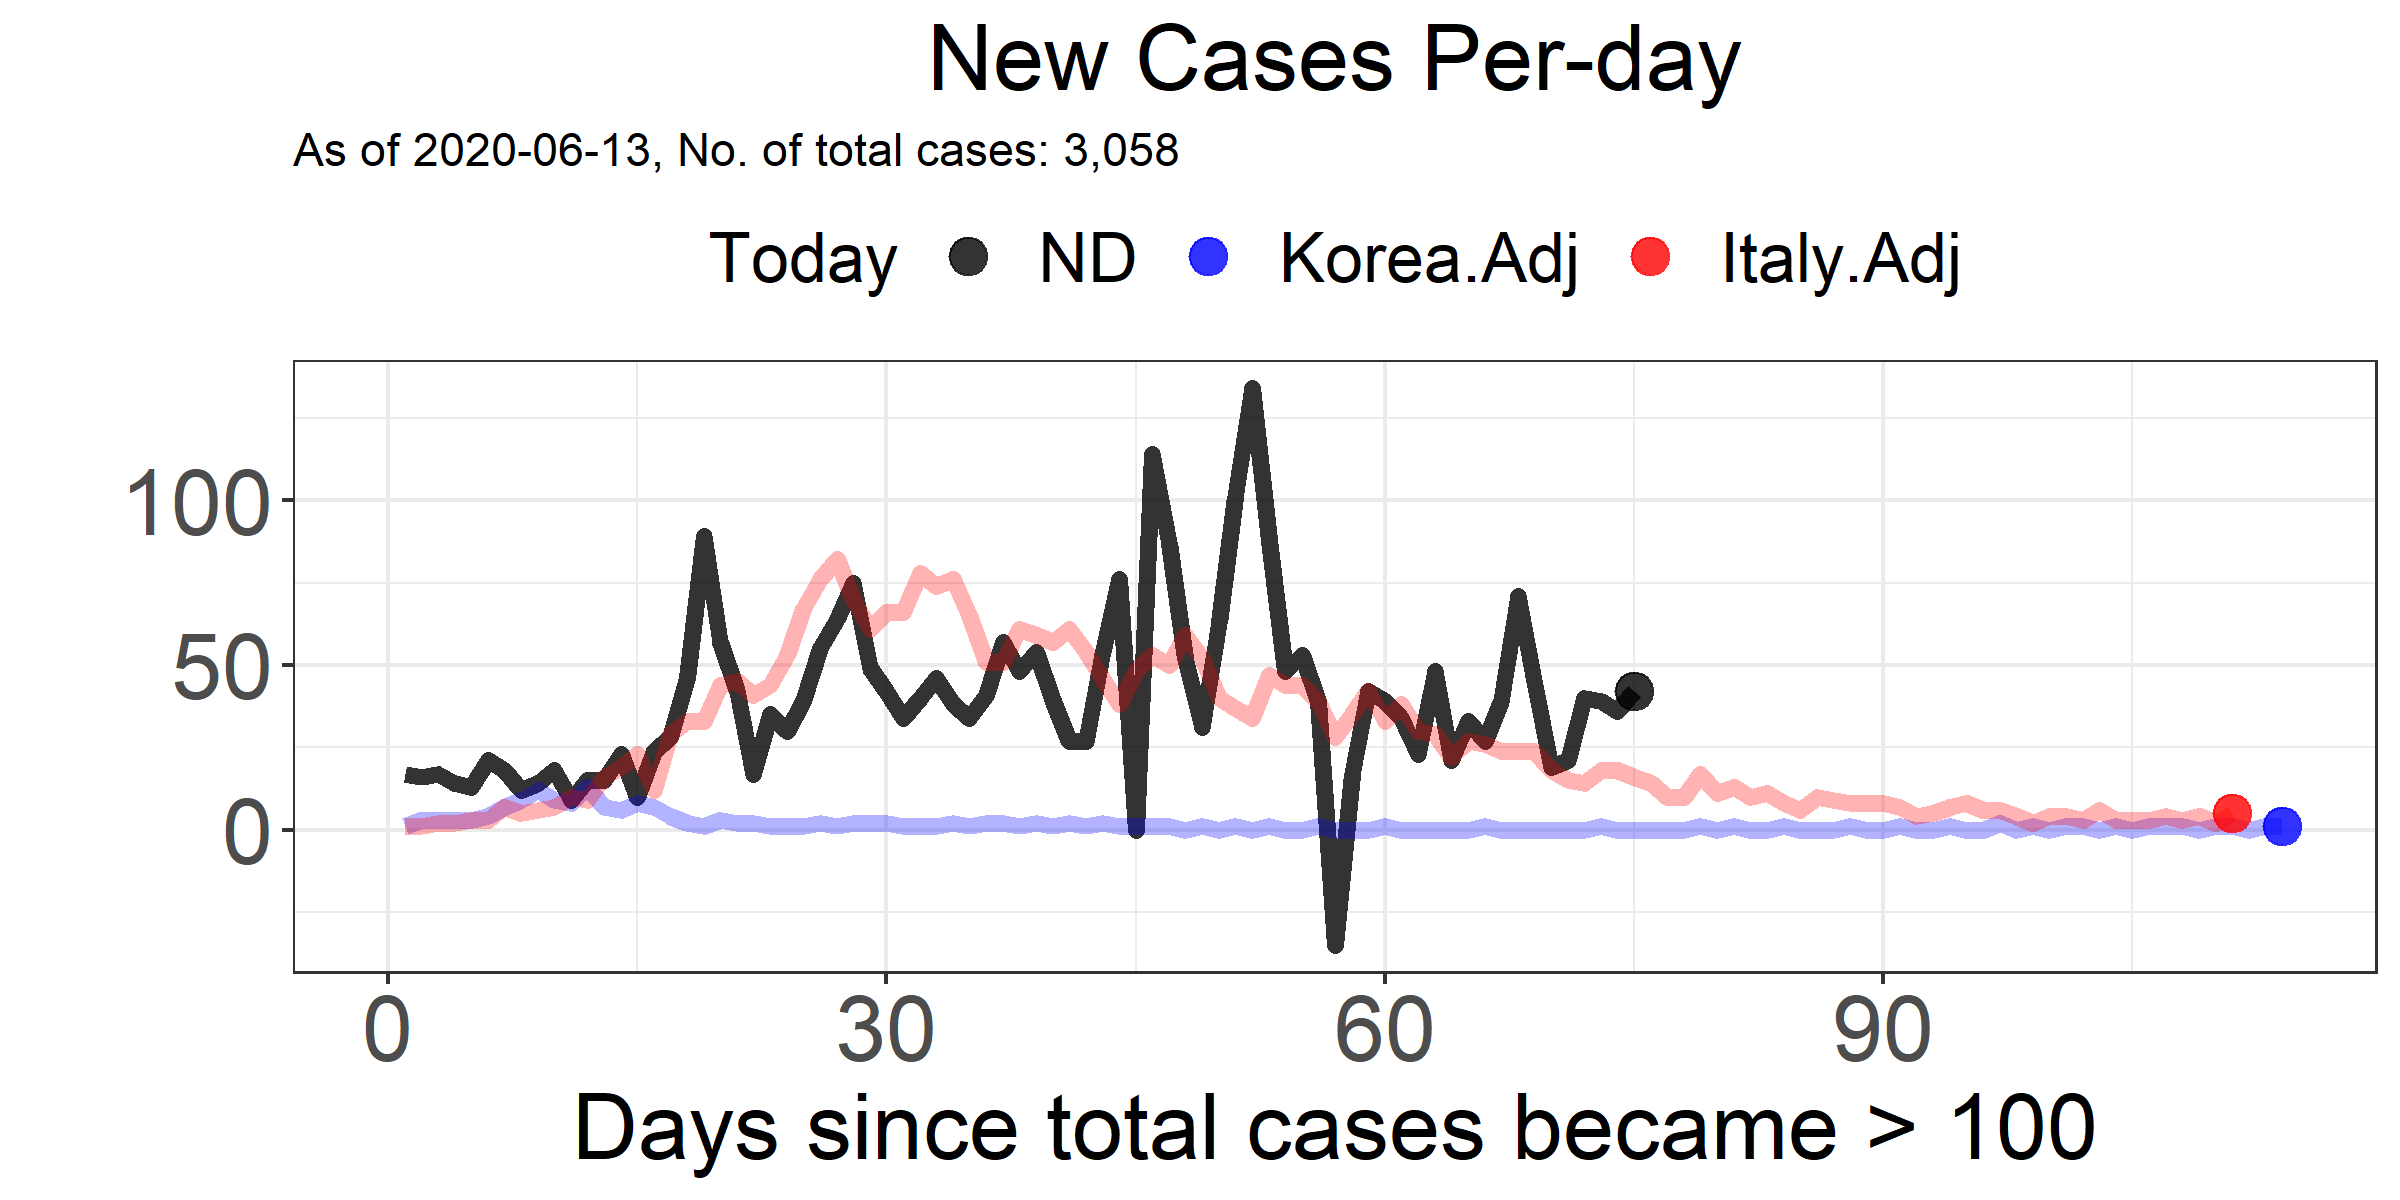 New Cases Per-day
As of 2020-06-13, No. of total cases: 3,058
Today ND Korea.Adj Italy.Adj
100
50
0
0 30 60 90
Days since total cases became > 100